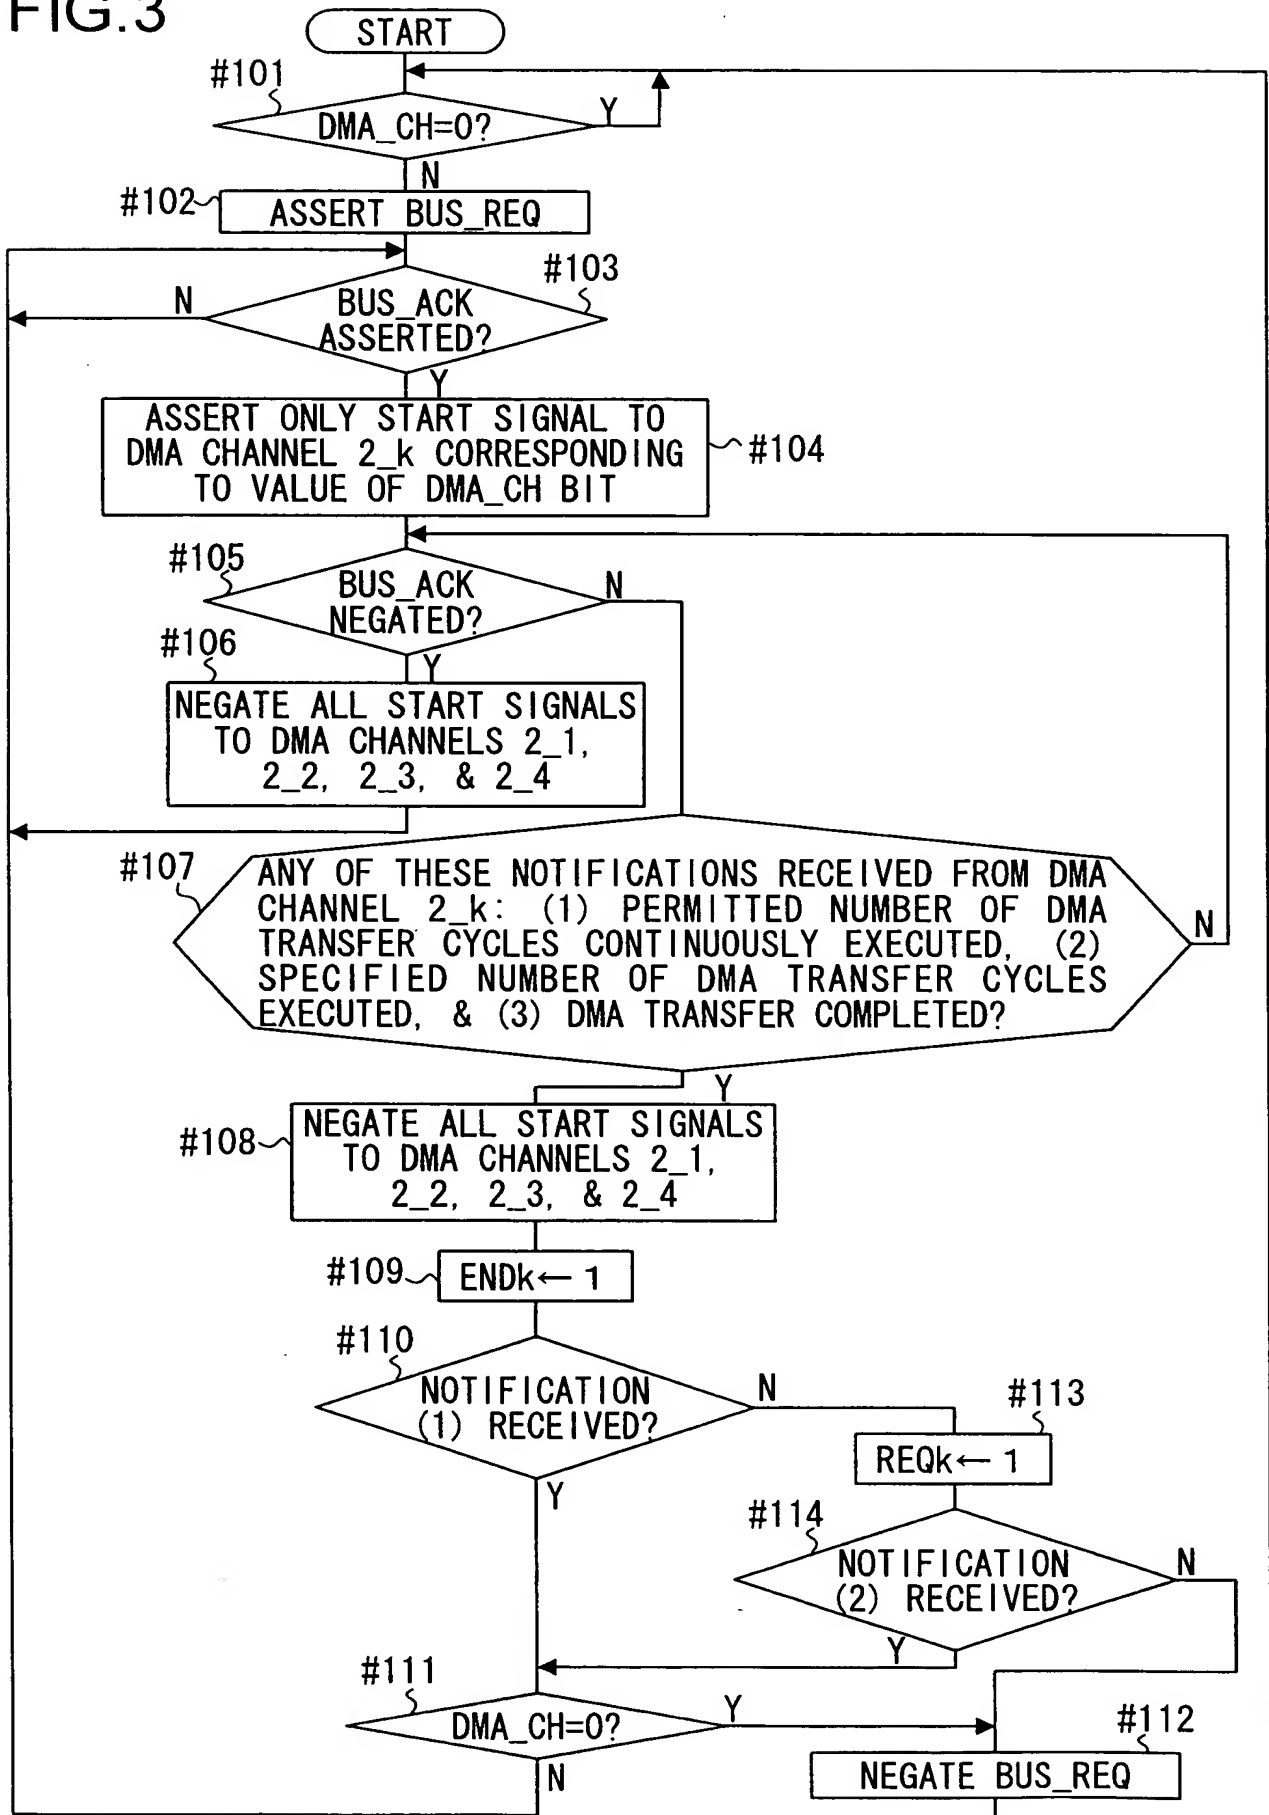 FIG.3
START
#101
DMA_CH=0?
Y
N
#102
ASSERT BUS_REQ
#103
N
BUS_ACK
ASSERTED?
Y
ASSERT ONLY START SIGNAL TO
DMA CHANNEL 2_k CORRESPONDING
TO VALUE OF DMA_CH BIT
#104
#105
BUS_ACK
NEGATED?
N
#106
Y
NEGATE ALL START SIGNALS
TO DMA CHANNELS 2_1,
2_2, 2_3, & 2_4
#107
ANY OF THESE NOTIFICATIONS RECEIVED FROM DMA
CHANNEL 2_k: (1) PERMITTED NUMBER OF DMA
TRANSFER CYCLES CONTINUOUSLY EXECUTED, (2)
SPECIFIED NUMBER OF DMA TRANSFER CYCLES
EXECUTED, & (3) DMA TRANSFER COMPLETED?
N
Y
#108
NEGATE ALL START SIGNALS
TO DMA CHANNELS 2_1,
2_2, 2_3, & 2_4
#109
ENDk← 1
#110
NOTIFICATION
(1) RECEIVED?
N
Y
#113
REQk← 1
#114
NOTIFICATION
(2) RECEIVED?
N
Y
#111
DMA_CH=0?
Y
N
#112
NEGATE BUS_REQ